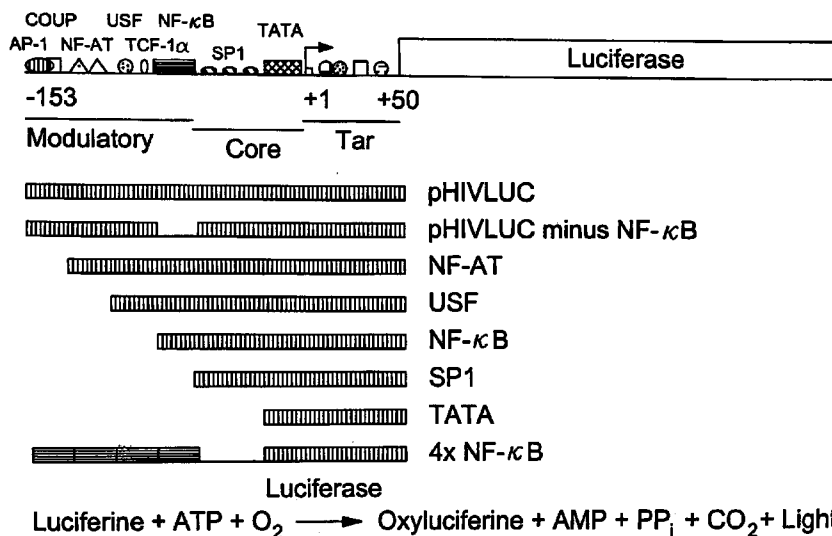 COUP USF NF-κB
AP-1 NF-AT TCF-1α SP1 TATA
Luciferase
-153 +1 +50
Modulatory Core Tar
pHIVLUC
pHIVLUC minus NF-κB
NF-AT
USF
NF-κB
SP1
TATA
4x NF-κB
Luciferase
Luciferine + ATP + O₂ ⟶ Oxyluciferine + AMP + PPᵢ + CO₂ + Light